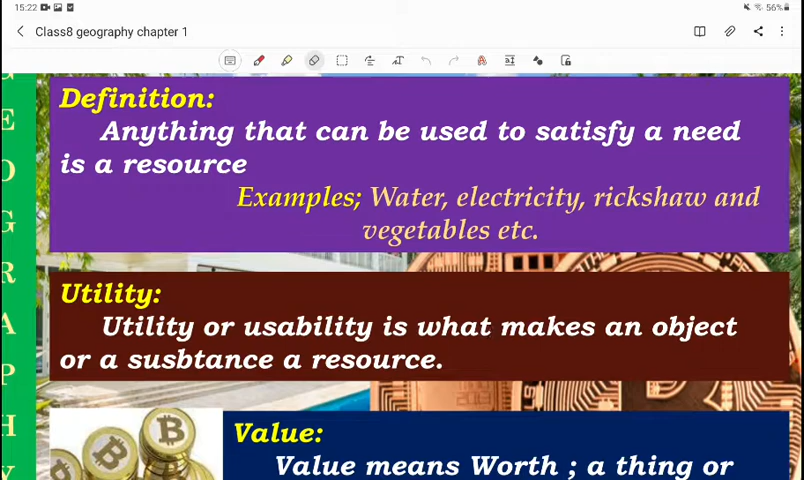 15:22
56%
Class8 geography chapter 1
Definition:
Anything that can be used to satisfy a need
is a resource
Examples; Water, electricity, rickshaw and
vegetables etc.
Utility:
Utility or usability is what makes an object
or a susbtance a resource.
Value:
Value means Worth ; a thing or
E
O
G
R
A
P
H